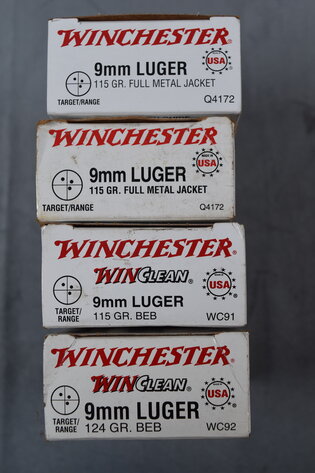 WINCHESTER
9mm LUGER
115 GR. FULL METAL JACKET
USA
TARGET/RANGE
Q4172
WINCHESTER
9mm LUGER
115 GR. FULL METAL JACKET
USA
TARGET/RANGE
Q4172
WINCHESTER
WINCLEAN
9mm LUGER
115 GR. BEB
USA
TARGET/
RANGE
WC91
WINCHESTER
WINCLEAN
9mm LUGER
124 GR. BEB
USA
TARGET/
RANGE
WC92